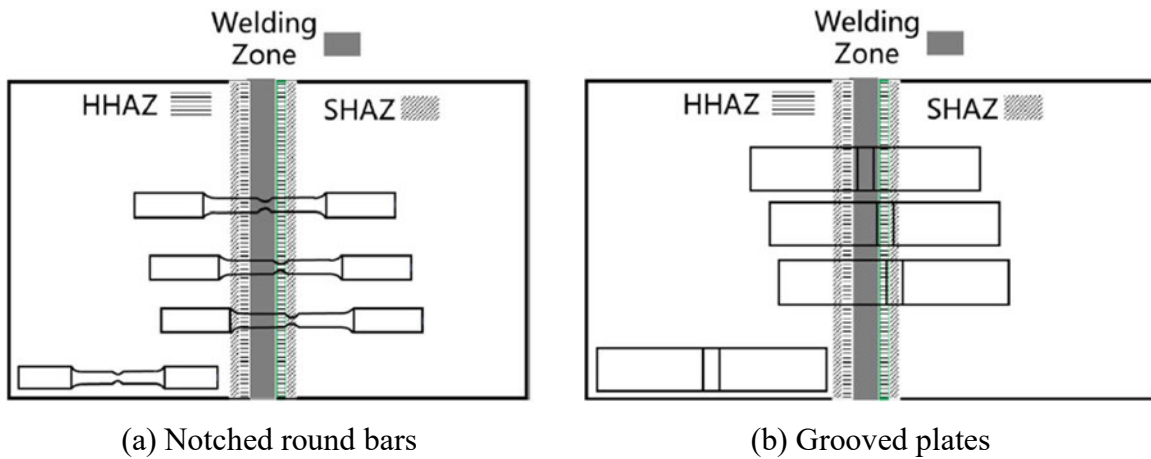 Welding
Zone
HHAZ
SHAZ
(a) Notched round bars
Welding
Zone
HHAZ
SHAZ
(b) Grooved plates